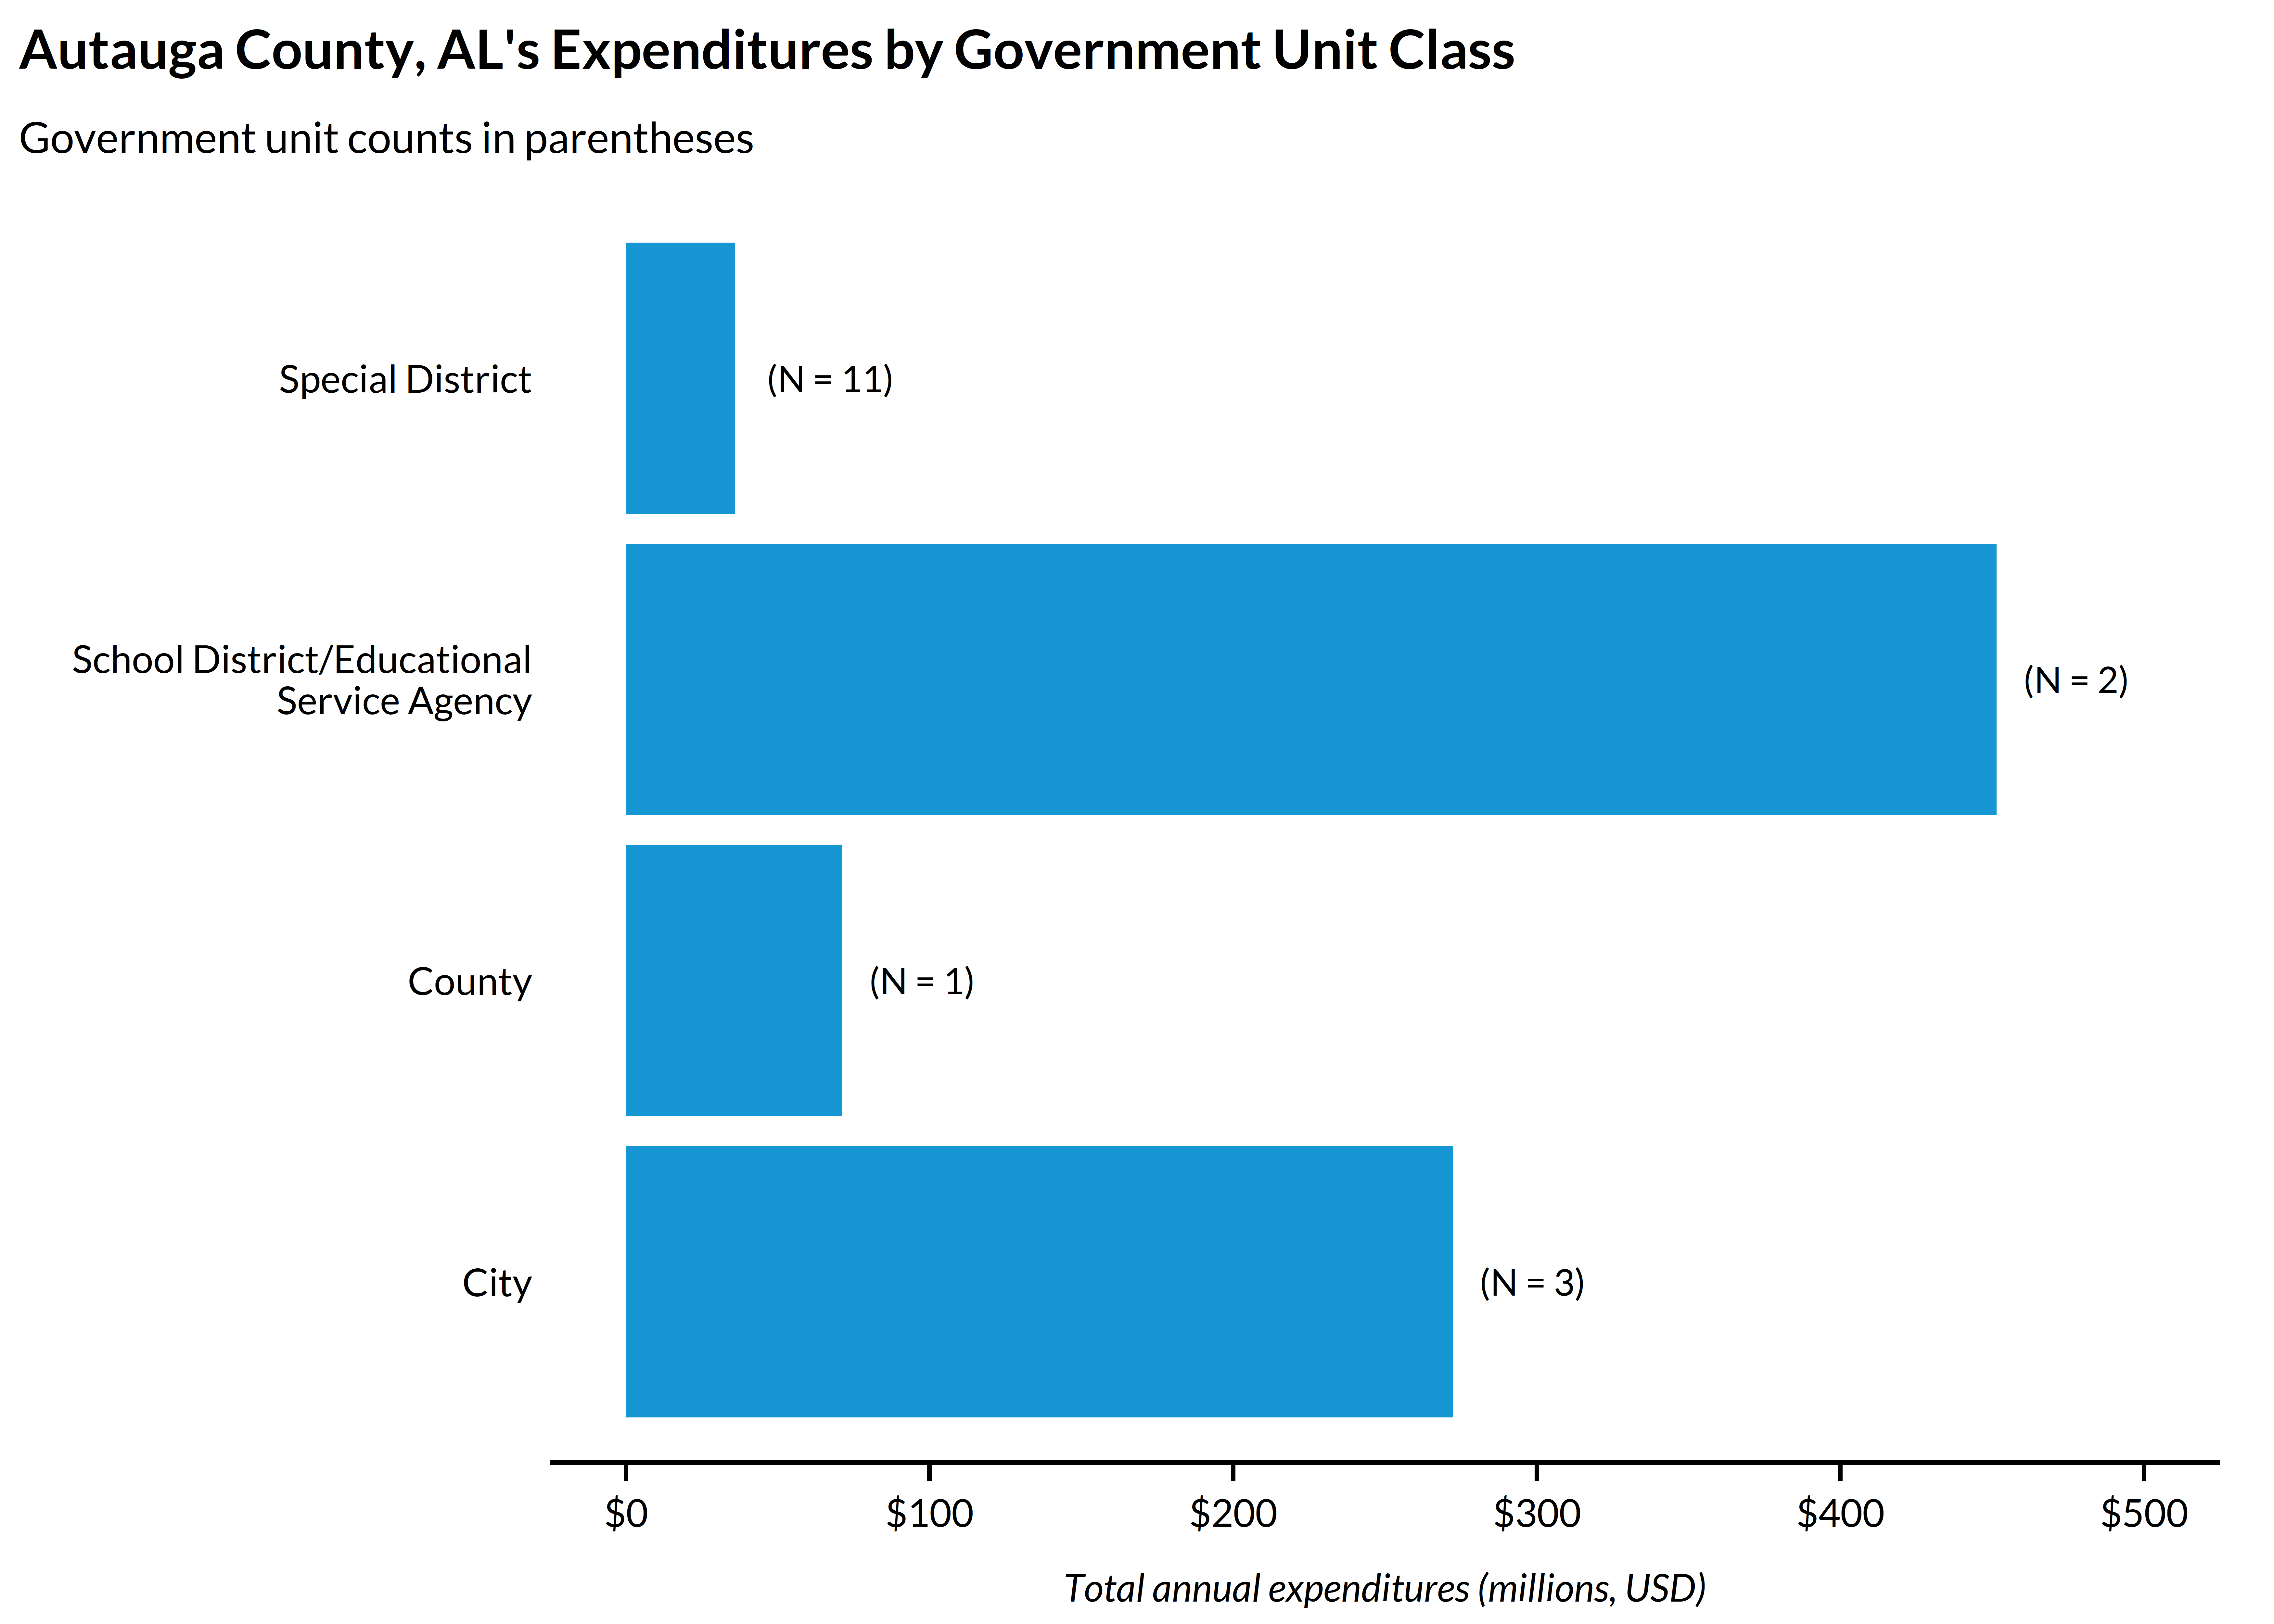 Autauga County, AL's Expenditures by Government Unit Class
Government unit counts in parentheses
Special District
(N = 11)
School District/Educational
Service Agency
(N = 2)
County
(N = 1)
City
(N = 3)
$0 $100 $200 $300 $400 $500
Total annual expenditures (millions, USD)